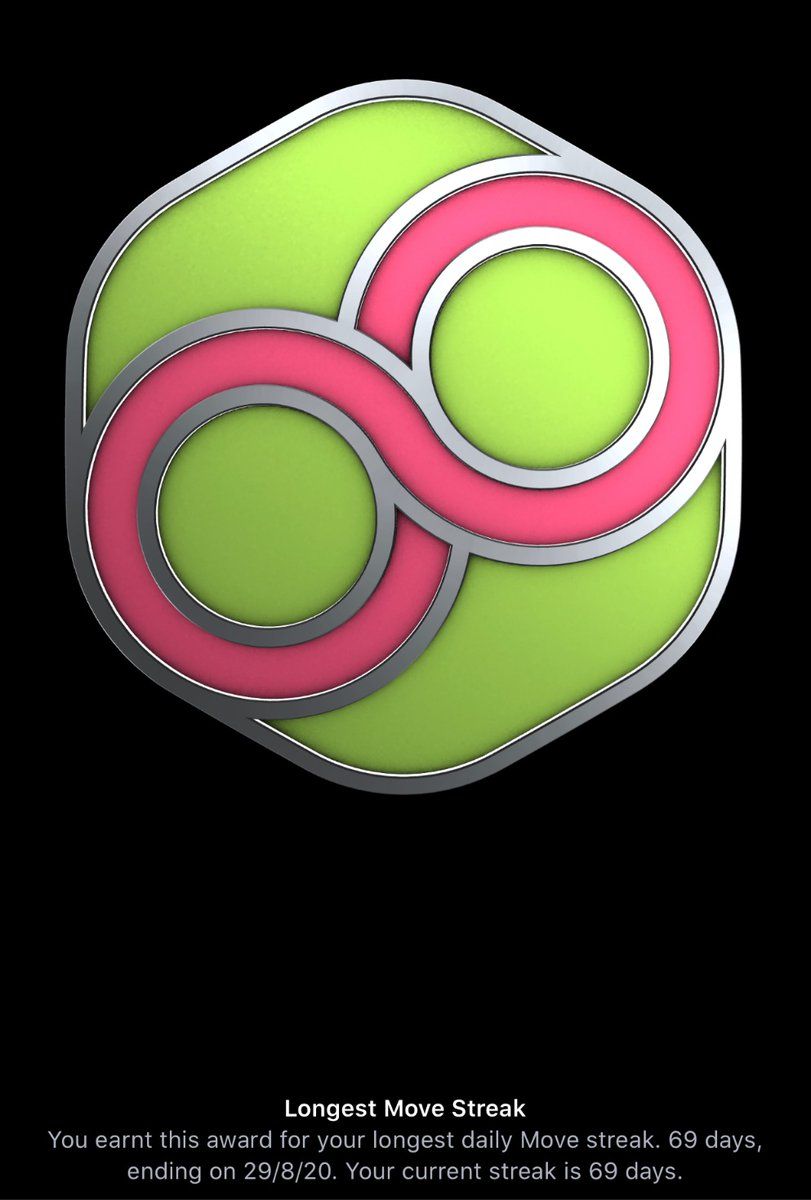 Longest Move Streak
You earnt this award for your longest daily Move streak. 69 days,
ending on 29/8/20. Your current streak is 69 days.